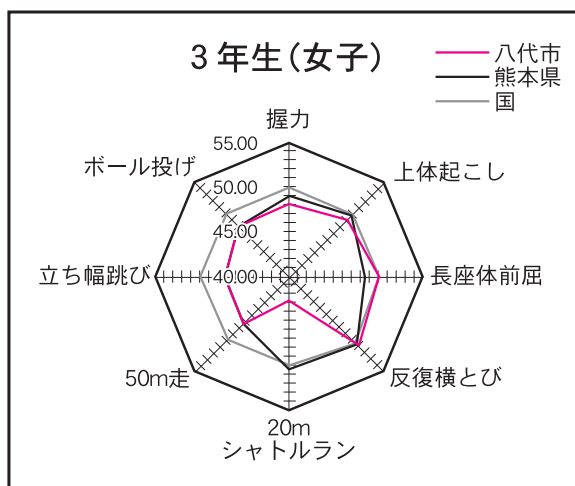 3年生(女子)
八代市
熊本県
国
握力
55.00
50.00
45.00
40.00
ボール投げ
上体起こし
立ち幅跳び
長座体前屈
50m走
反復横とび
20m
シャトルラン